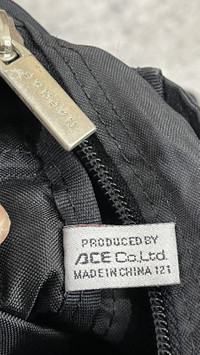 PRODUCED BY
ACE Co.,Ltd.
MADE IN CHINA 121